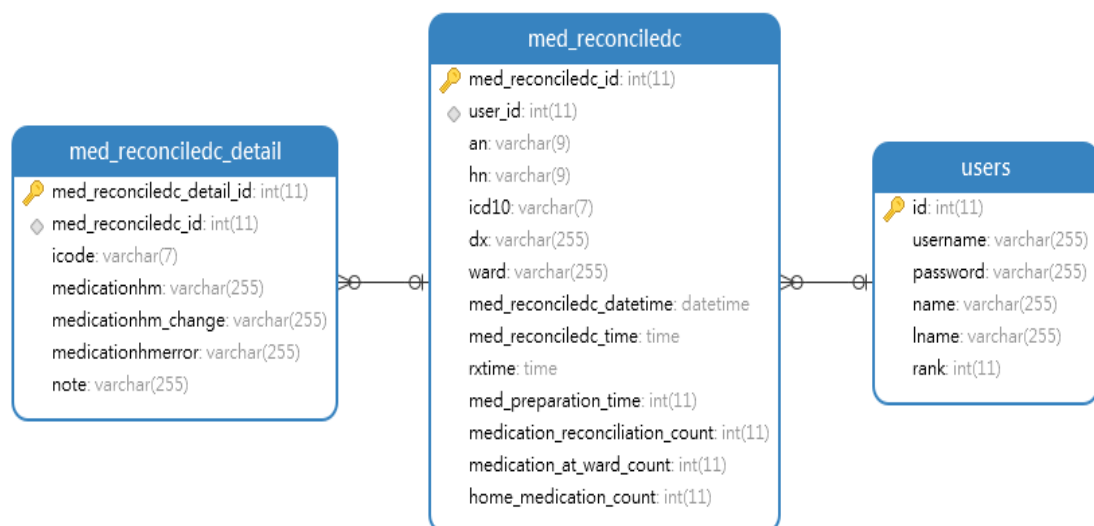 med_reconciledc_detail
med_reconciledc_detail_id: int(11)
med_reconciledc_id: int(11)
icode: varchar(7)
medicationhm: varchar(255)
medicationhm_change: varchar(255)
medicationhmerror: varchar(255)
note: varchar(255)
med_reconciledc
med_reconciledc_id: int(11)
user_id: int(11)
an: varchar(9)
hn: varchar(9)
icd10: varchar(7)
dx: varchar(255)
ward: varchar(255)
med_reconciledc_datetime: datetime
med_reconciledc_time: time
rxtime: time
med_preparation_time: int(11)
medication_reconciliation_count: int(11)
medication_at_ward_count: int(11)
home_medication_count: int(11)
users
id: int(11)
username: varchar(255)
password: varchar(255)
name: varchar(255)
lname: varchar(255)
rank: int(11)